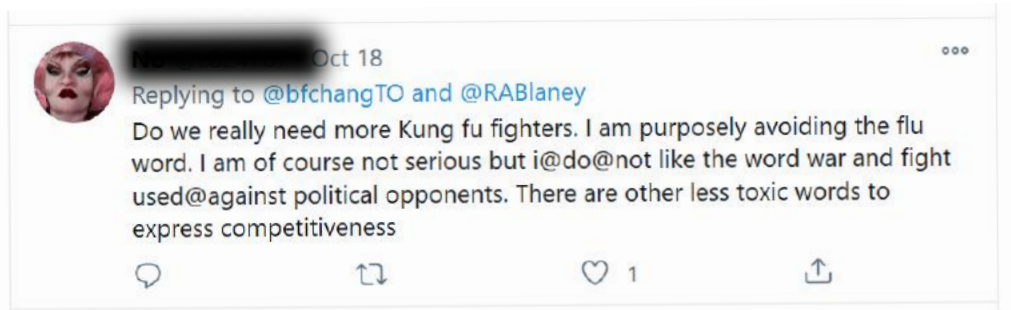 Oct 18
Replying to @bfchangTO and @RABlaney
Do we really need more Kung fu fighters. I am purposely avoiding the flu
word. I am of course not serious but i@do@not like the word war and fight
used@against political opponents. There are other less toxic words to
express competitiveness
1